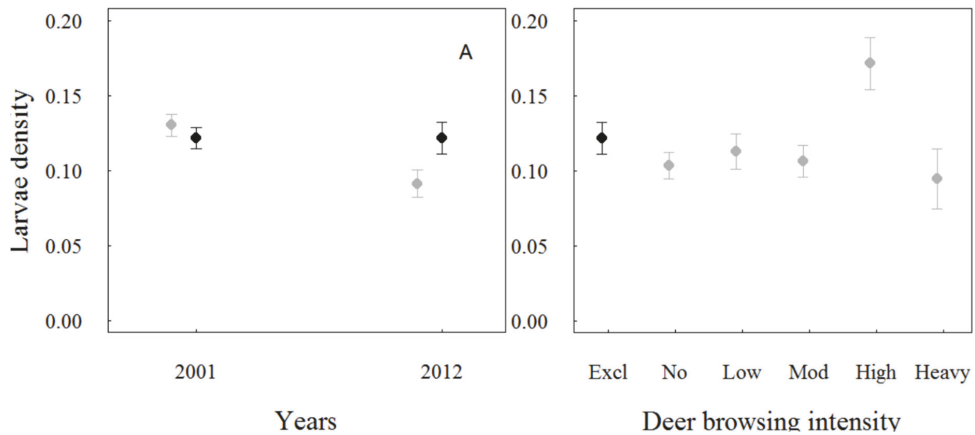 Larvae density
0.20
0.15
0.10
0.05
0.00
A
2001 2012
Years
0.20
0.15
0.10
0.05
0.00
Excl No Low Mod High Heavy
Deer browsing intensity